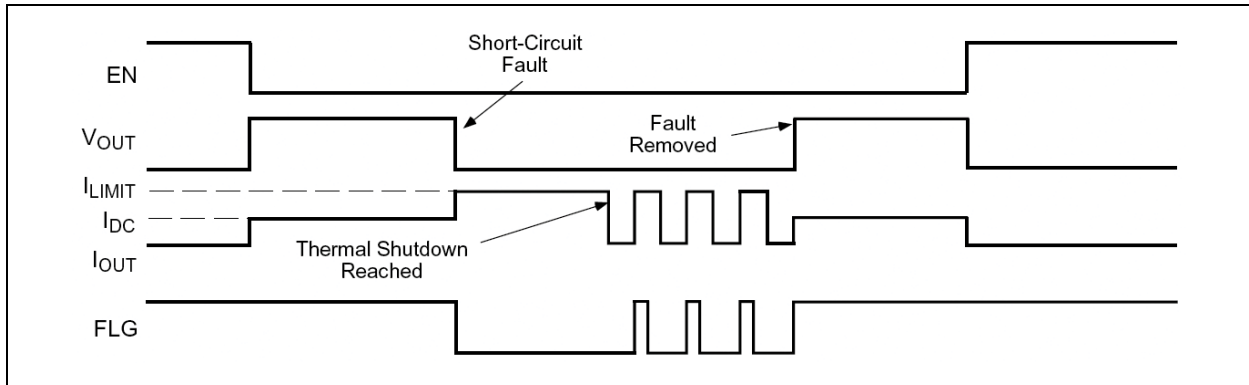 Short-Circuit
Fault
EN
Fault
Removed
VOUT
ILIMIT
IDC
Thermal Shutdown
Reached
IOUT
FLG